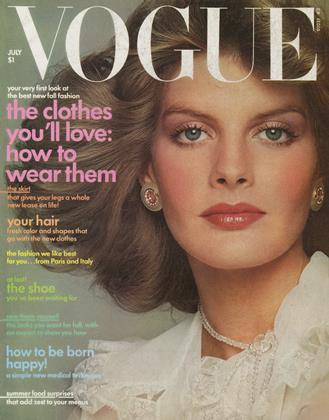 VOGUE
JULY
$1
your very first look at
the best new fall fashion
the clothes
you'll love:
how to
wear them
the skirt
that gives your legs a whole
new lease on life!
your hair
fresh color and shapes that
go with the new clothes
the fashion we like best
for you...from Paris and Italy
at last!
the shoe
you've been waiting for
the looks you want for fall, with
an expert to show you how
how to be born
happy!
a simple new medical technique
summer food surprises
that add zest to your menus